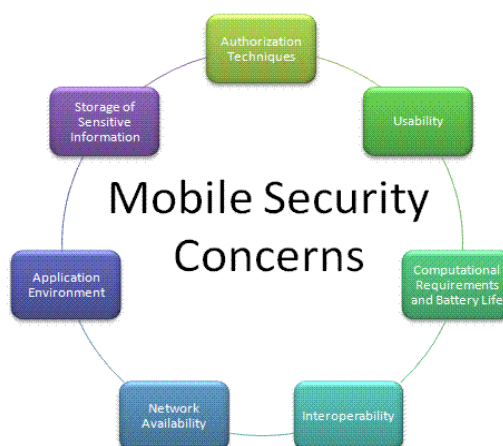 Authorization
Techniques
Usability
Computational
Requirements
and Battery Life
Interoperability
Network
Availability
Application
Environment
Storage of
Sensitive
Information
Mobile Security
Concerns